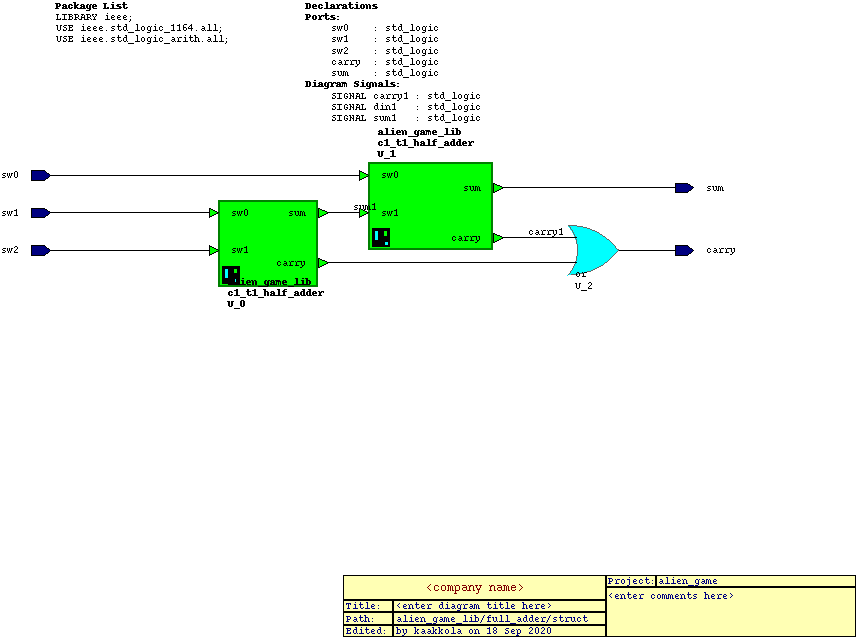 Package List
LIBRARY ieee;
USE ieee.std_logic_1164.all;
USE ieee.std_logic_arith.all;
Declarations
Ports:
sw0 : std_logic
sw1 : std_logic
sw2 : std_logic
carry : std_logic
sum : std_logic
Diagram Signals:
SIGNAL carry1 : std_logic
SIGNAL din1 : std_logic
SIGNAL sum1 : std_logic
alien_game_lib
c1_t1_half_adder
U_1
sw0
sw0
sum
sum
sw1
sw0
sum
sum1
sw1
carry
carry1
sw2
sw1
carry
carry
or
U_2
alien_game_lib
c1_t1_half_adder
U_0
<company name>
Project: alien_game
<enter comments here>
Title: <enter diagram title here>
Path: alien_game_lib/full_adder/struct
Edited: by kaakkola on 18 Sep 2020